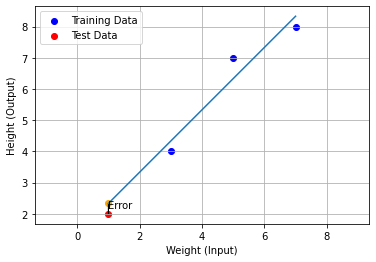 Training Data
Test Data
Height (Output)
8
7
6
5
4
3
2
Error
0
2
4
6
8
Weight (Input)